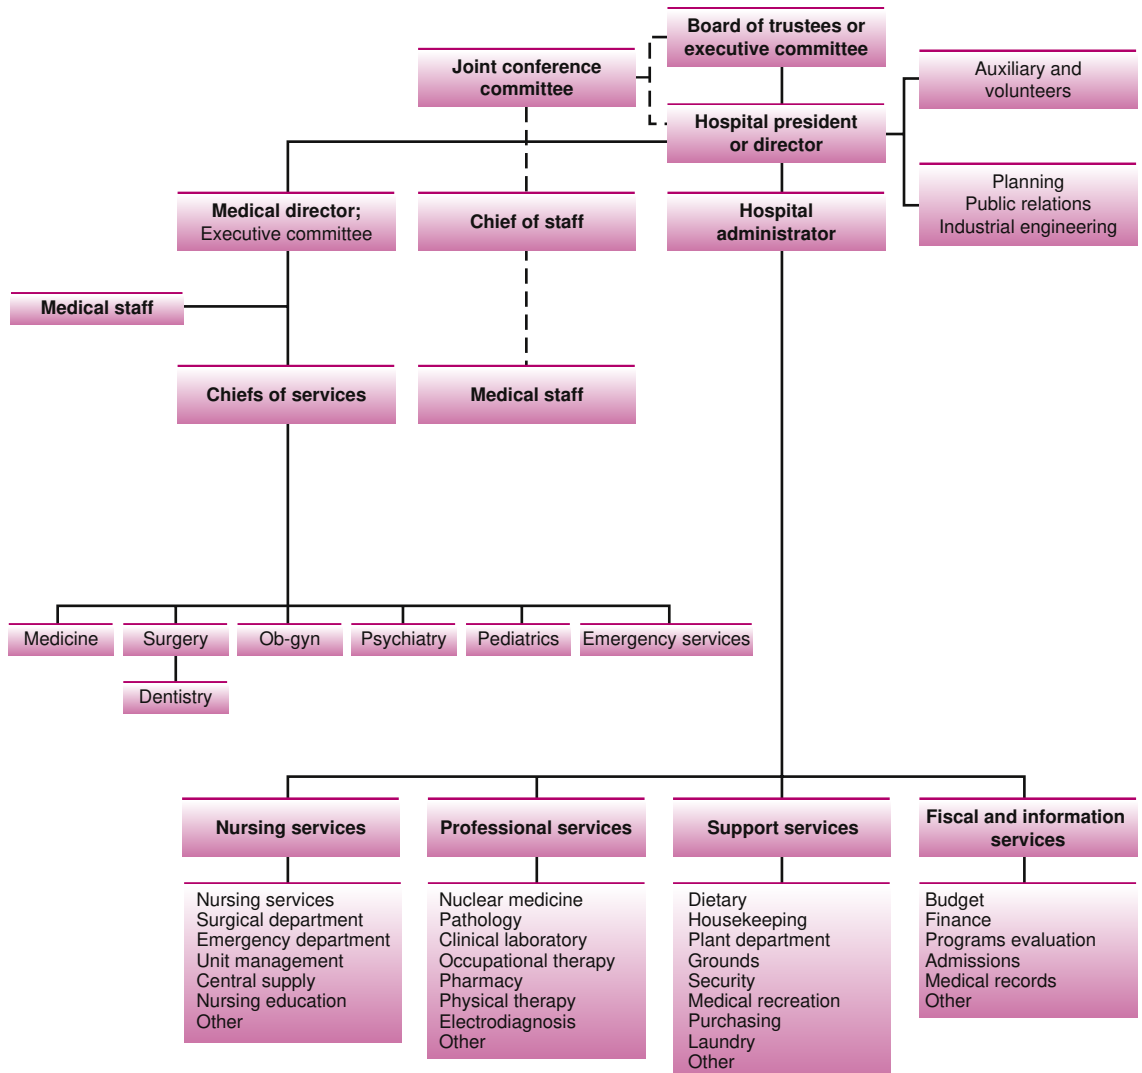 Board of trustees or
executive committee
Joint conference
committee
Auxiliary and
volunteers
Hospital president
or director
Planning
Public relations
Industrial engineering
Medical director;
Executive committee
Chief of staff
Hospital
administrator
Medical staff
Chiefs of services
Medical staff
Medicine
Surgery
Ob-gyn
Psychiatry
Pediatrics
Emergency services
Dentistry
Nursing services
Professional services
Support services
Fiscal and information
services
Nursing services
Surgical department
Emergency department
Unit management
Central supply
Nursing education
Other
Nuclear medicine
Pathology
Clinical laboratory
Occupational therapy
Pharmacy
Physical therapy
Electrodiagnosis
Other
Dietary
Housekeeping
Plant department
Grounds
Security
Medical recreation
Purchasing
Laundry
Other
Budget
Finance
Programs evaluation
Admissions
Medical records
Other